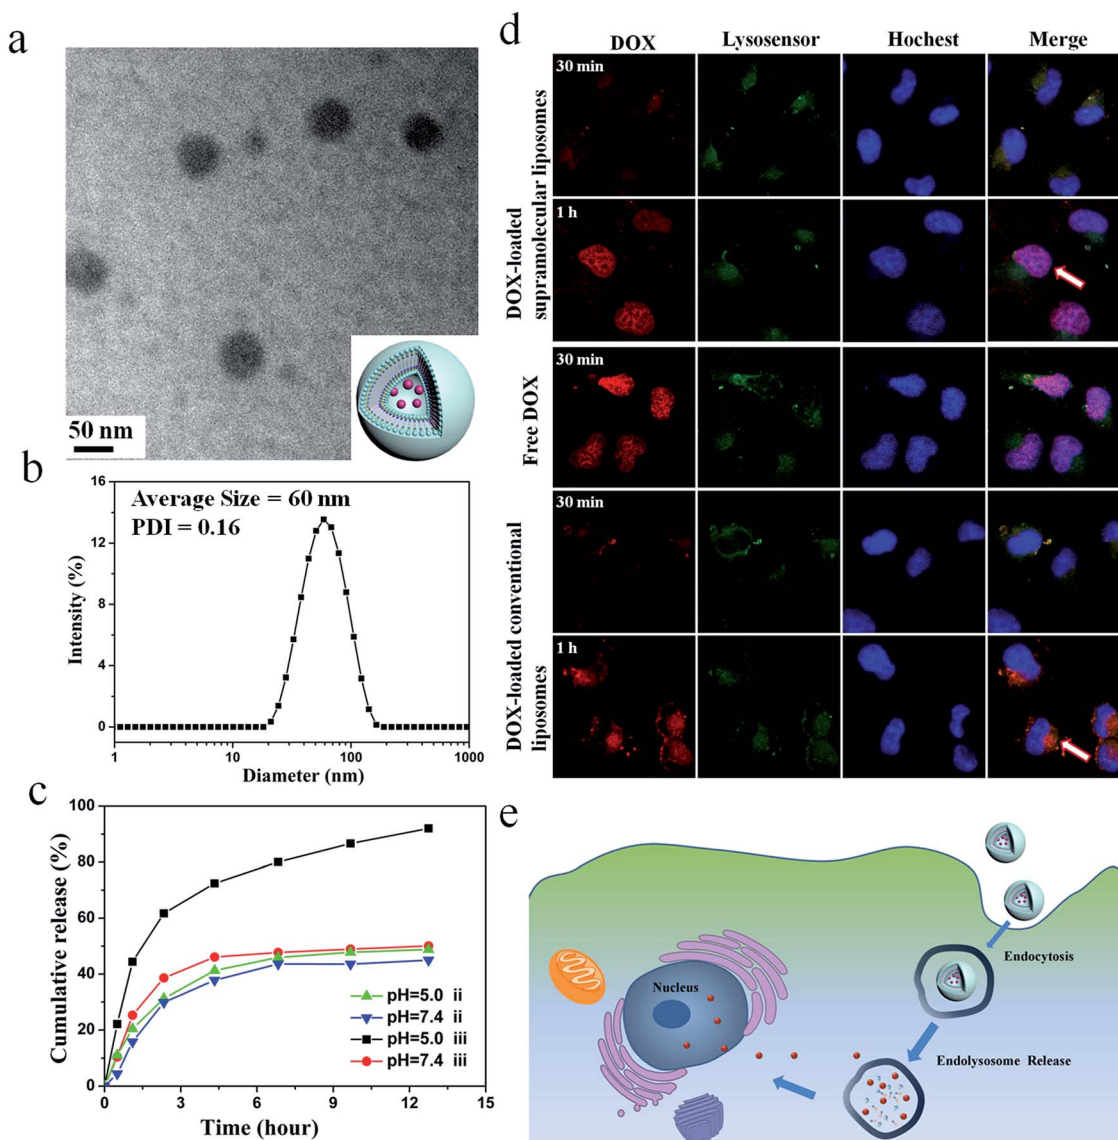 a
50 nm
b
Average Size = 60 nm
PDI = 0.16
16
12
8
4
0
Intensity (%)
1
10
100
1000
Diameter (nm)
c
100
80
60
40
20
0
Cumulative release (%)
pH=5.0 ii
pH=7.4 ii
pH=5.0 iii
pH=7.4 iii
0
3
6
9
12
15
Time (hour)
d
DOX Lysosensor Hochest Merge
DOX-loaded
supramolecular liposomes
30 min
1 h
Free DOX
30 min
DOX-loaded conventional
liposomes
30 min
1 h
e
Endocytosis
Nucleus
Endolysosome Release